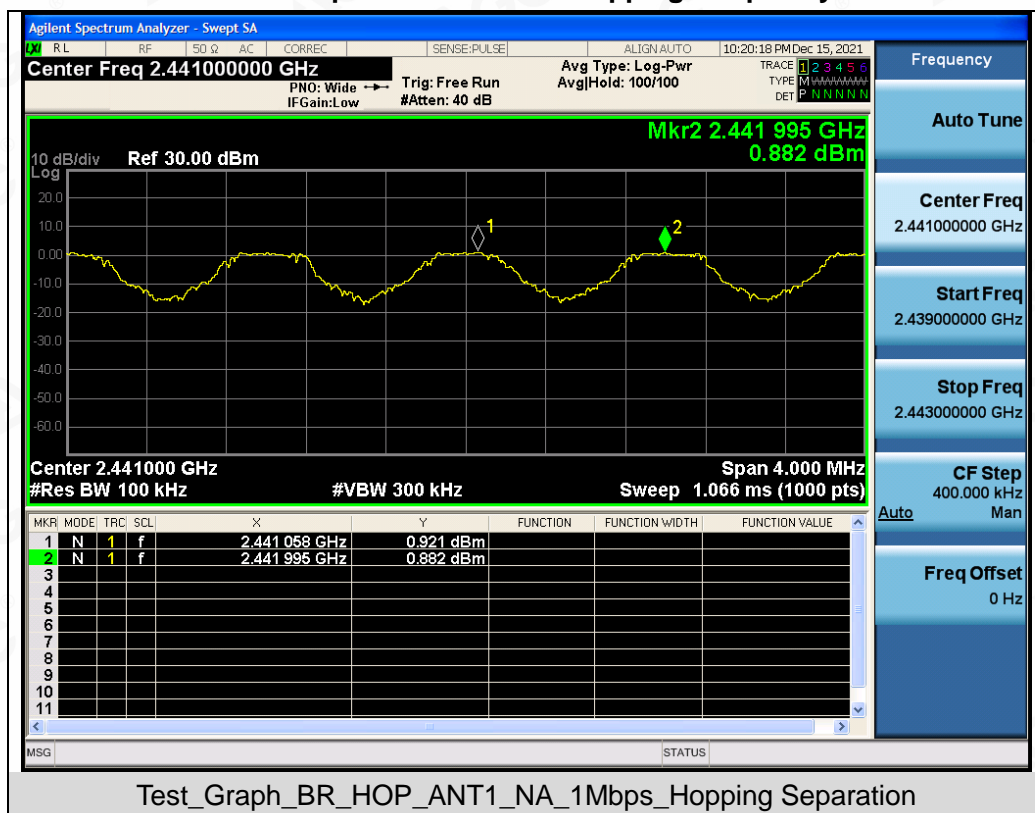 Agilent Spectrum Analyzer - Swept SA
LXI RL RF 50 Ω AC CORREC SENSE:PULSE ALIGN AUTO 10:20:18 PM Dec 15, 2021
Center Freq 2.441000000 GHz
PNO: Wide
IFGain:Low
Trig: Free Run
#Atten: 40 dB
Avg Type: Log-Pwr
Avg|Hold: 100/100
TRACE 1 2 3 4 5 6
TYPE M WWWWW
DET P N N N N N
Mkr2 2.441 995 GHz
0.882 dBm
10 dB/div Ref 30.00 dBm
Log
20.0
10.0
0.00
-10.0
-20.0
-30.0
-40.0
-50.0
-60.0
1
2
Center 2.441000 GHz Span 4.000 MHz
#Res BW 100 kHz #VBW 300 kHz Sweep 1.066 ms (1000 pts)
MKR MODE TRC SCL X Y FUNCTION FUNCTION WIDTH FUNCTION VALUE
1 N 1 f 2.441 058 GHz 0.921 dBm
2 N 1 f 2.441 995 GHz 0.882 dBm
3
4
5
6
7
8
9
10
11
MSG STATUS
Frequency
Auto Tune
Center Freq
2.441000000 GHz
Start Freq
2.439000000 GHz
Stop Freq
2.443000000 GHz
CF Step
400.000 kHz
Auto Man
Freq Offset
0 Hz
Test_Graph_BR_HOP_ANT1_NA_1Mbps_Hopping Separation